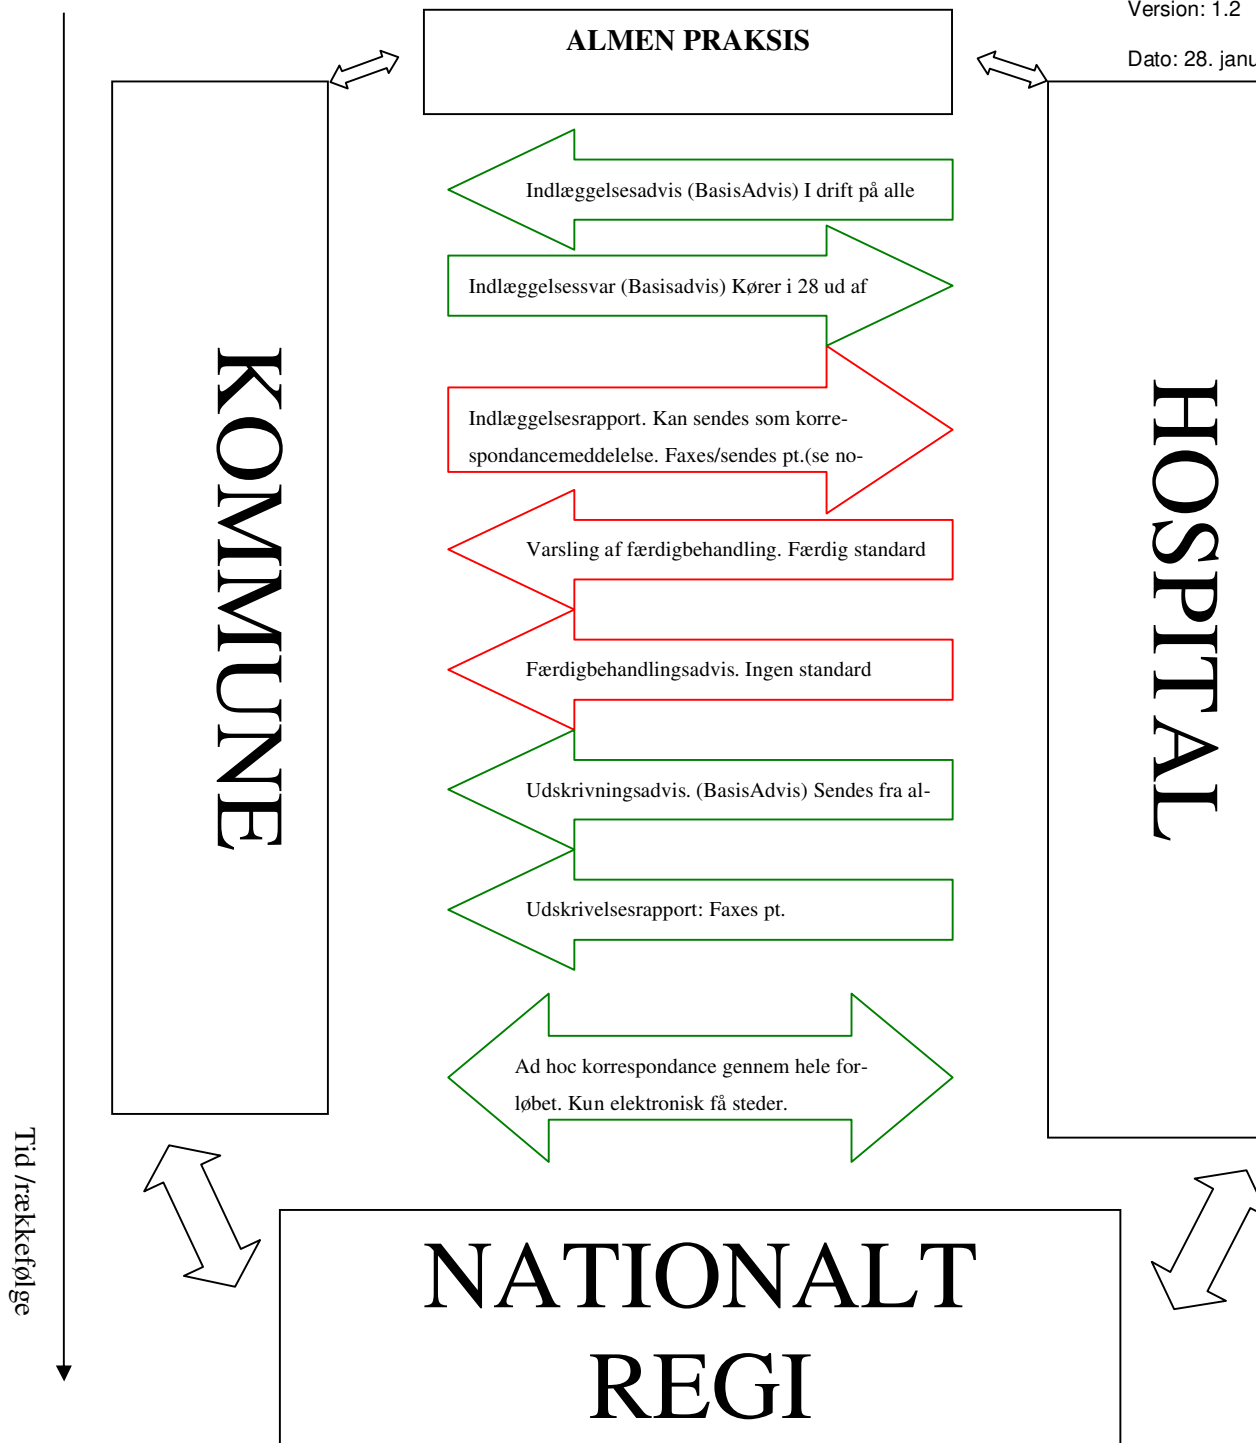 Version: 1.2
ALMEN PRAKSIS
Dato: 28. janu
Indlæggelsesadvis (BasisAdvis) I drift på alle
Indlæggelsessvar (Basisadvis) Kører i 28 ud af
Indlæggelsesrapport. Kan sendes som korre-
spondancemeddelelse. Faxes/sendes pt.(se no-
Varsling af færdigbehandling. Færdig standard
Færdigbehandlingsadvis. Ingen standard
Udskrivningsadvis. (BasisAdvis) Sendes fra al-
Udskrivelsesrapport: Faxes pt.
Ad hoc korrespondance gennem hele for-
løbet. Kun elektronisk få steder.
KOMMUNE
HOSPITAL
Tid /rækkefølge
NATIONALT
REGI